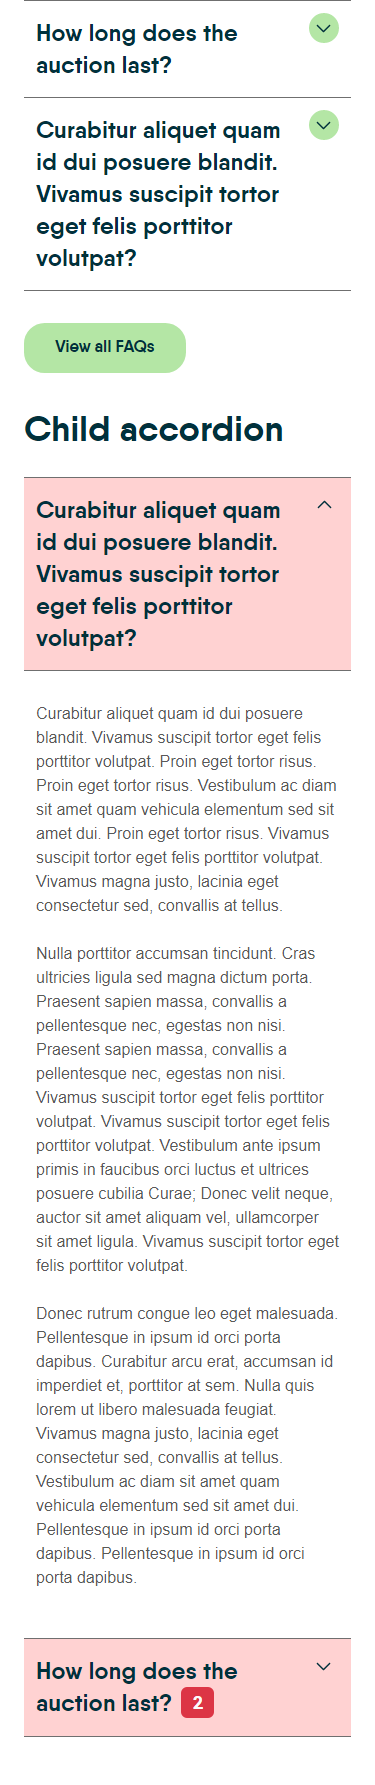 How long does the
auction last?
Curabitur aliquet quam
id dui posuere blandit.
Vivamus suscipit tortor
eget felis porttitor
volutpat?
View all FAQs
Child accordion
Curabitur aliquet quam
id dui posuere blandit.
Vivamus suscipit tortor
eget felis porttitor
volutpat?
Curabitur aliquet quam id dui posuere
blandit. Vivamus suscipit tortor eget felis
porttitor volutpat. Proin eget tortor risus.
Proin eget tortor risus. Vestibulum ac diam
sit amet quam vehicula elementum sed sit
amet dui. Proin eget tortor risus. Vivamus
suscipit tortor eget felis porttitor volutpat.
Vivamus magna justo, lacinia eget
consectetur sed, convallis at tellus.
Nulla porttitor accumsan tincidunt. Cras
ultricies ligula sed magna dictum porta.
Praesent sapien massa, convallis a
pellentesque nec, egestas non nisi.
Praesent sapien massa, convallis a
pellentesque nec, egestas non nisi.
Vivamus suscipit tortor eget felis porttitor
volutpat. Vivamus suscipit tortor eget felis
porttitor volutpat. Vestibulum ante ipsum
primis in faucibus orci luctus et ultrices
posuere cubilia Curae; Donec velit neque,
auctor sit amet aliquam vel, ullamcorper
sit amet ligula. Vivamus suscipit tortor eget
felis porttitor volutpat.
Donec rutrum congue leo eget malesuada.
Pellentesque in ipsum id orci porta
dapibus. Curabitur arcu erat, accumsan id
imperdiet et, porttitor at sem. Nulla quis
lorem ut libero malesuada feugiat.
Vivamus magna justo, lacinia eget
consectetur sed, convallis at tellus.
Vestibulum ac diam sit amet quam
vehicula elementum sed sit amet dui.
Pellentesque in ipsum id orci porta
dapibus. Pellentesque in ipsum id orci
porta dapibus.
How long does the
auction last? 2